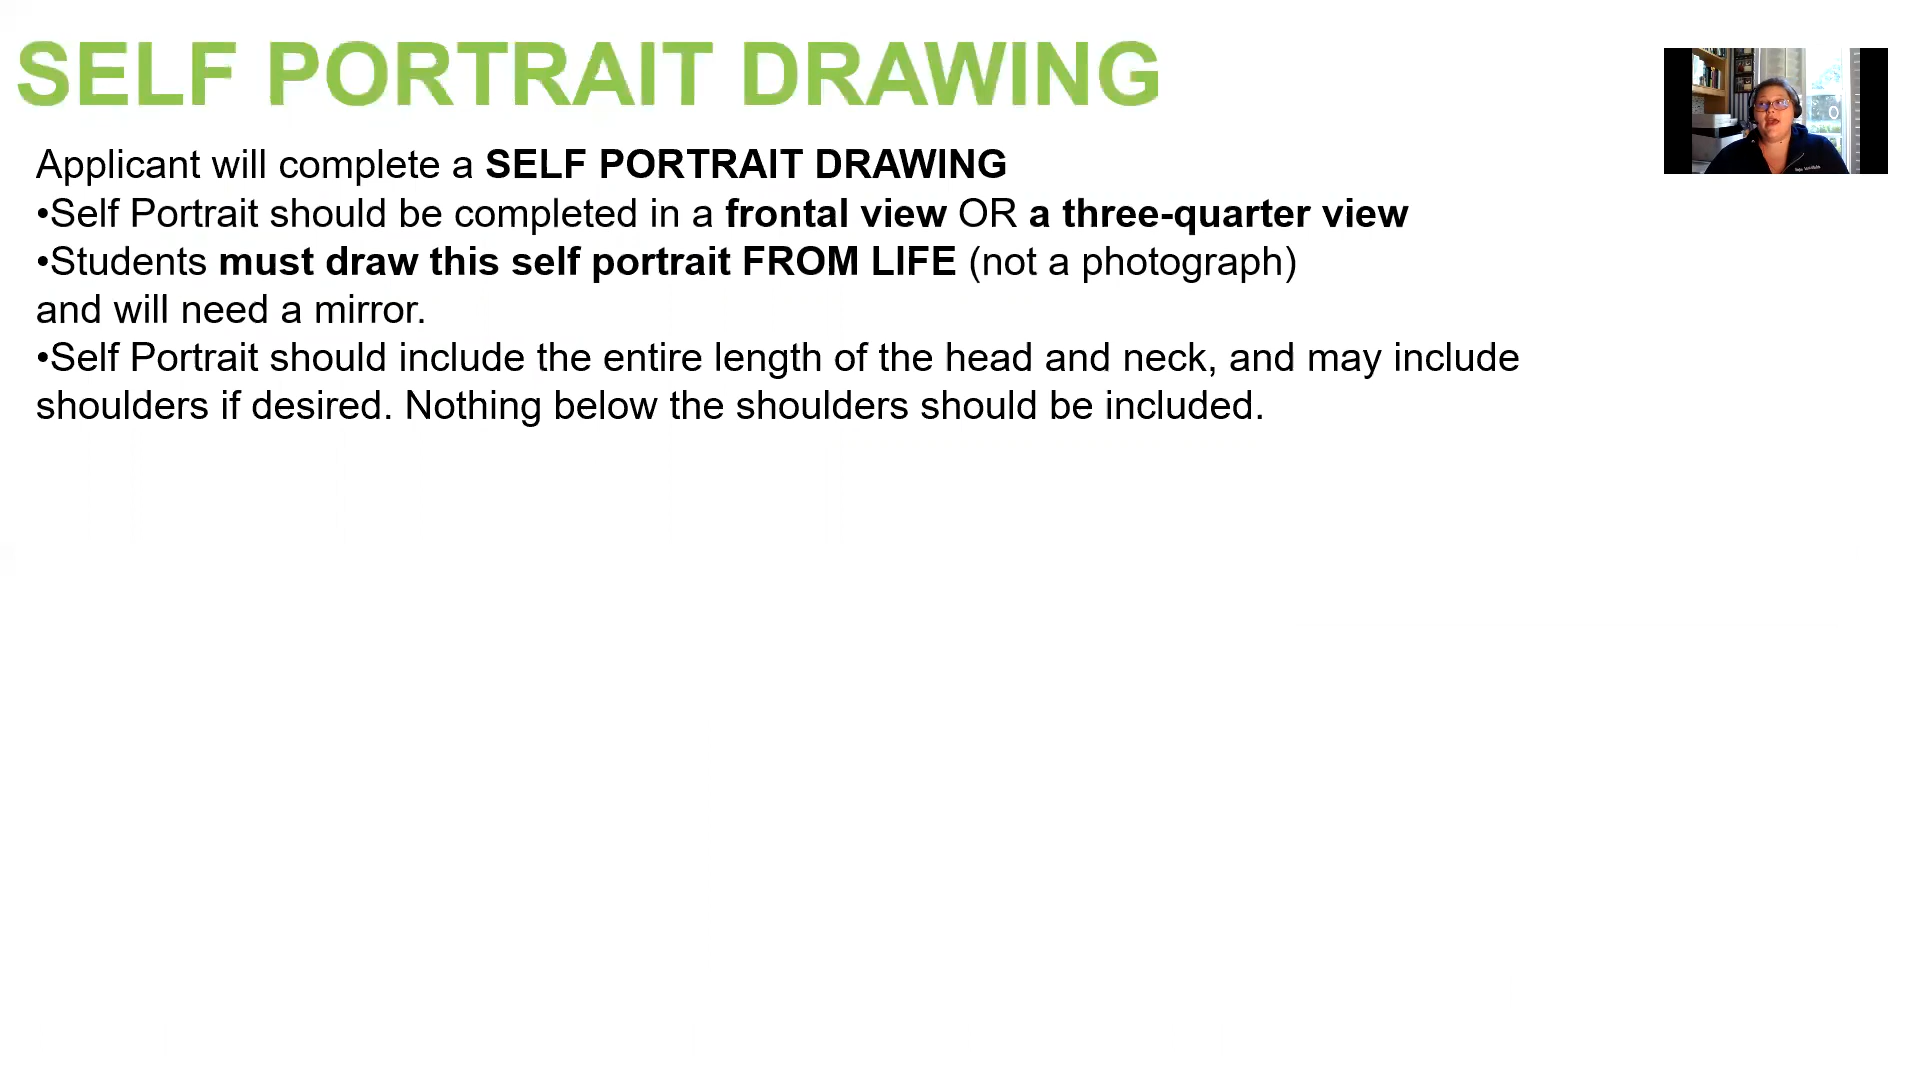 SELF PORTRAIT DRAWING
Applicant will complete a SELF PORTRAIT DRAWING
•Self Portrait should be completed in a frontal view OR a three-quarter view
•Students must draw this self portrait FROM LIFE (not a photograph)
and will need a mirror.
•Self Portrait should include the entire length of the head and neck, and may include
shoulders if desired. Nothing below the shoulders should be included.